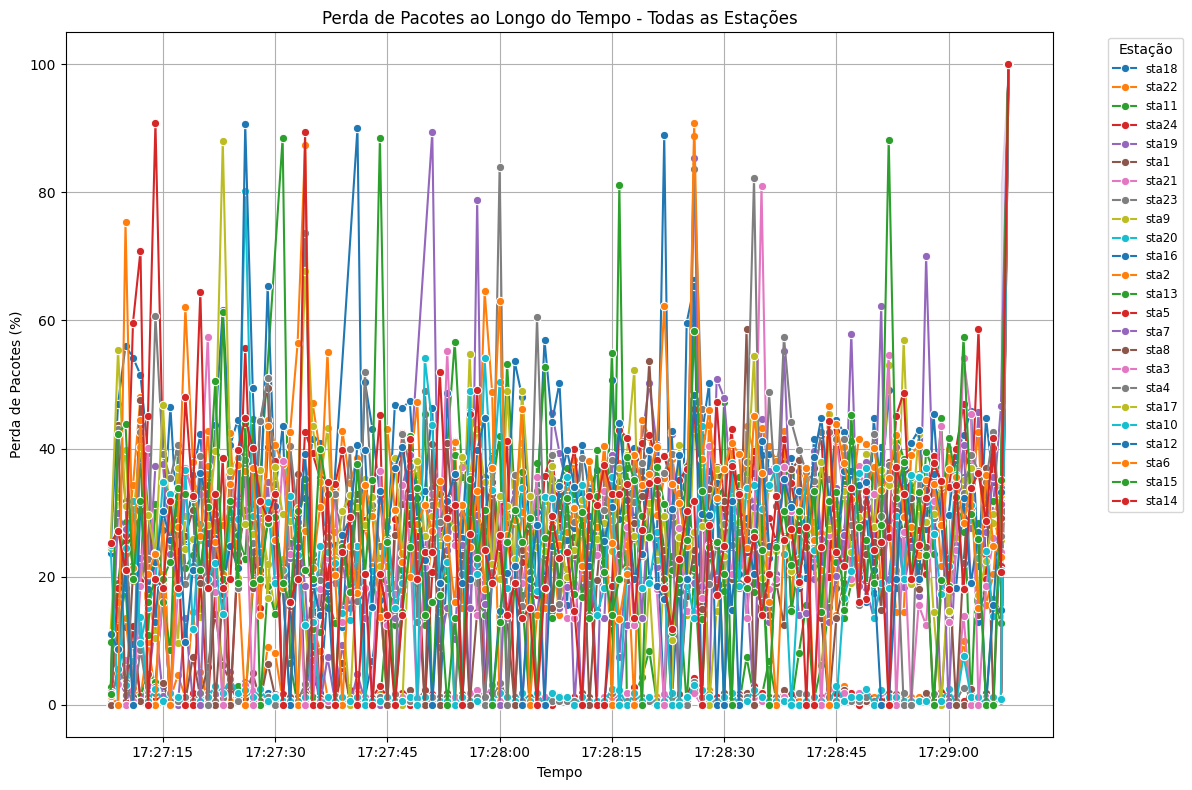 Perda de Pacotes ao Longo do Tempo - Todas as Estações
Perda de Pacotes (%)
100
80
60
40
20
0
17:27:15
17:27:30
17:27:45
17:28:00
17:28:15
17:28:30
17:28:45
17:29:00
Tempo
Estação
sta18
sta22
sta11
sta24
sta19
sta1
sta21
sta23
sta9
sta20
sta16
sta2
sta13
sta5
sta7
sta8
sta3
sta4
sta17
sta10
sta12
sta6
sta15
sta14